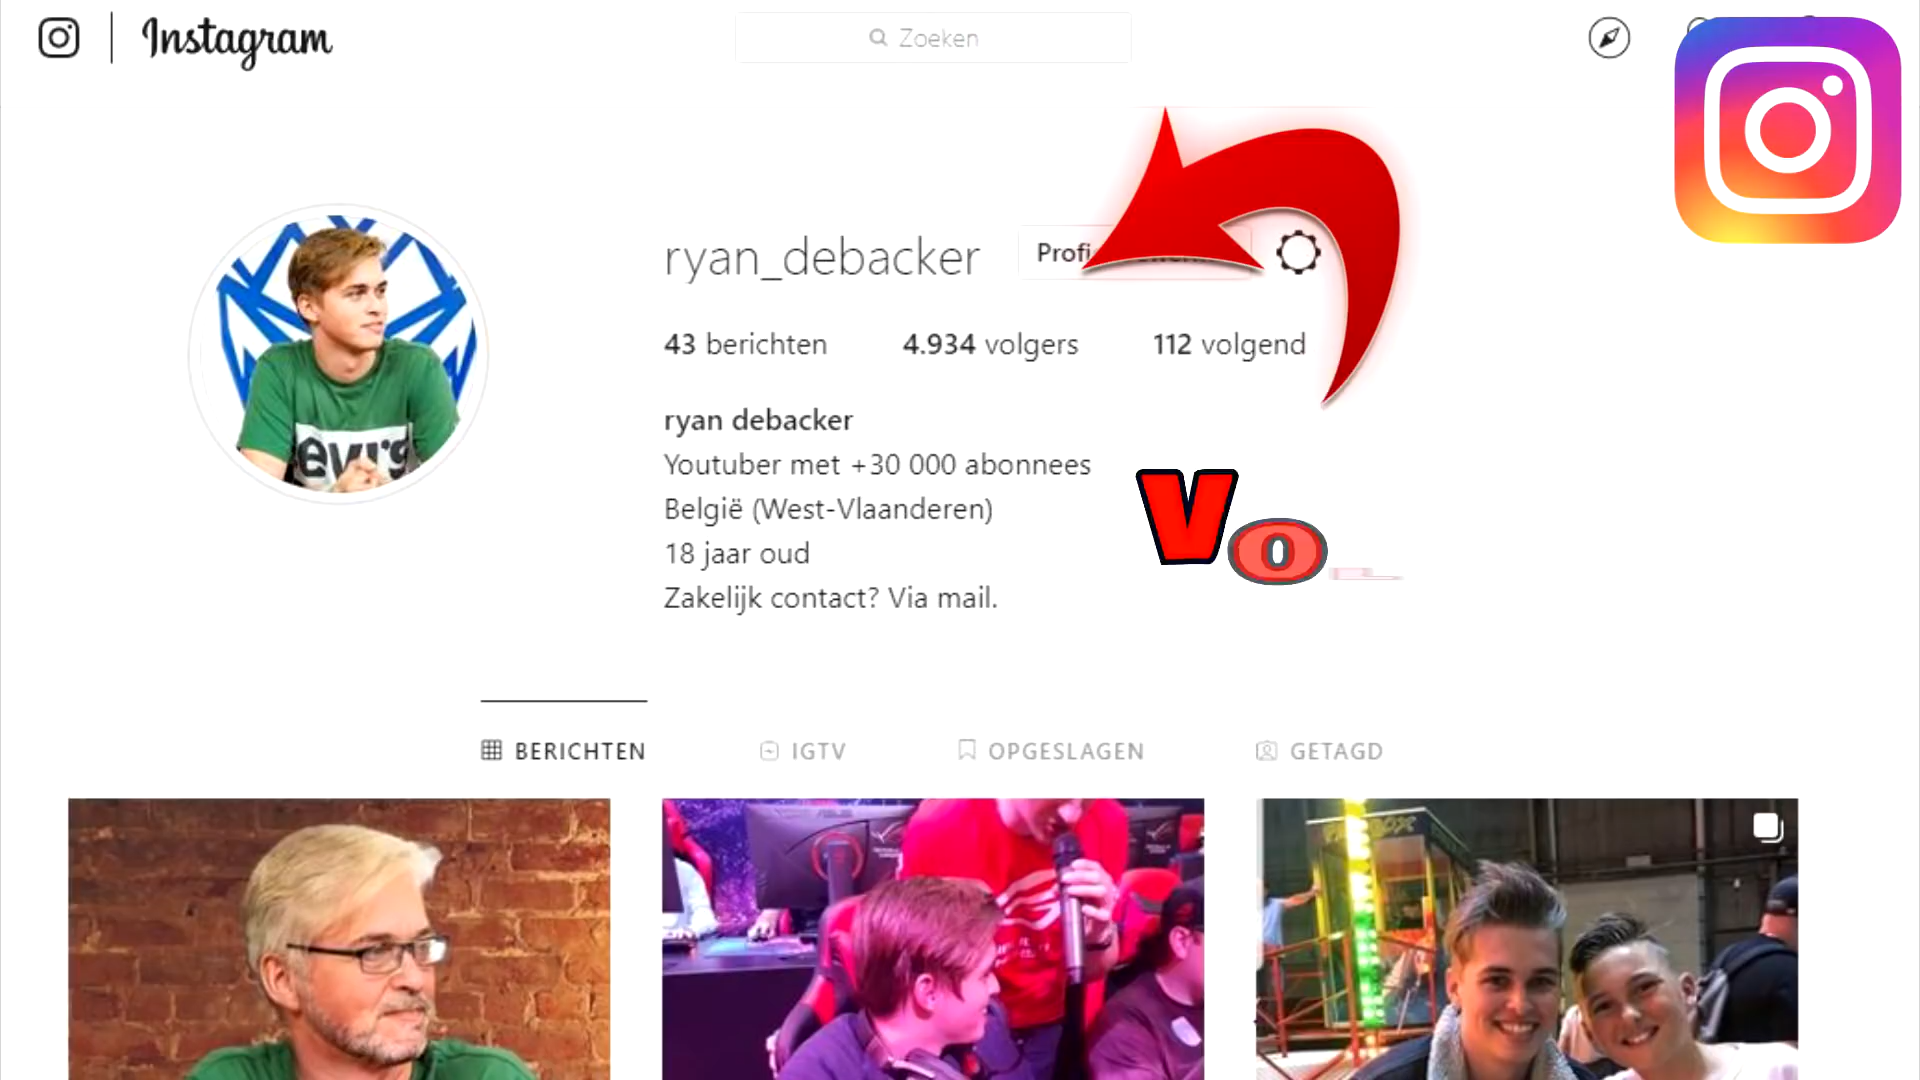 Instagram
Zoeken
ryan_debacker
Profi
43 berichten 4.934 volgers 112 volgend
ryan debacker
Youtuber met +30 000 abonnees
België (West-Vlaanderen)
18 jaar oud
Zakelijk contact? Via mail.
Vo
BERICHTEN IGTV OPGESLAGEN GETAGD